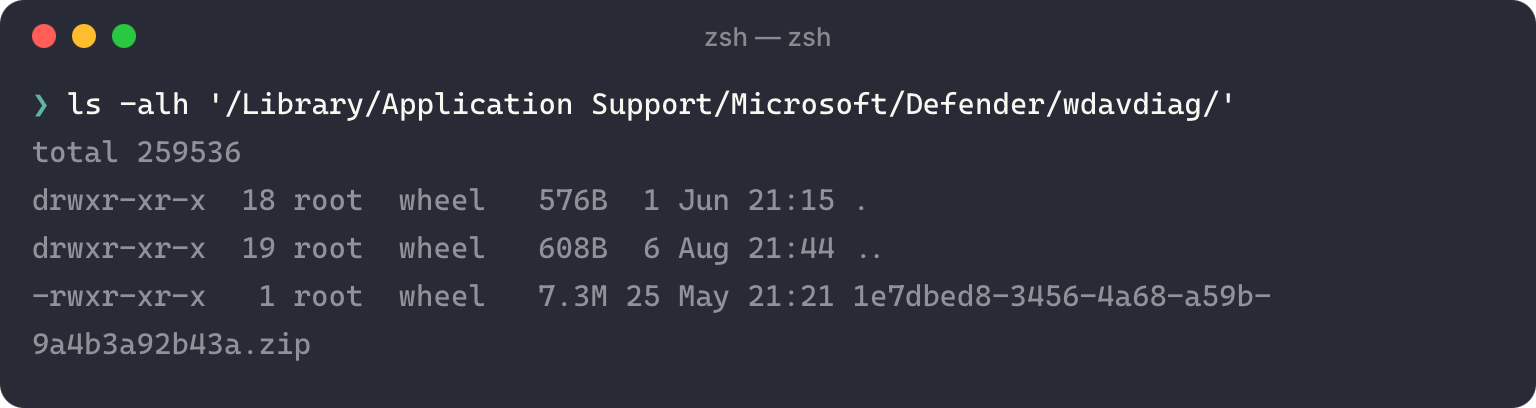 zsh — zsh
❯ ls -alh '/Library/Application Support/Microsoft/Defender/wdavdiag/'
total 259536
drwxr-xr-x  18 root  wheel   576B  1 Jun 21:15 .
drwxr-xr-x  19 root  wheel   608B  6 Aug 21:44 ..
-rwxr-xr-x   1 root  wheel   7.3M 25 May 21:21 1e7dbed8-3456-4a68-a59b-
9a4b3a92b43a.zip